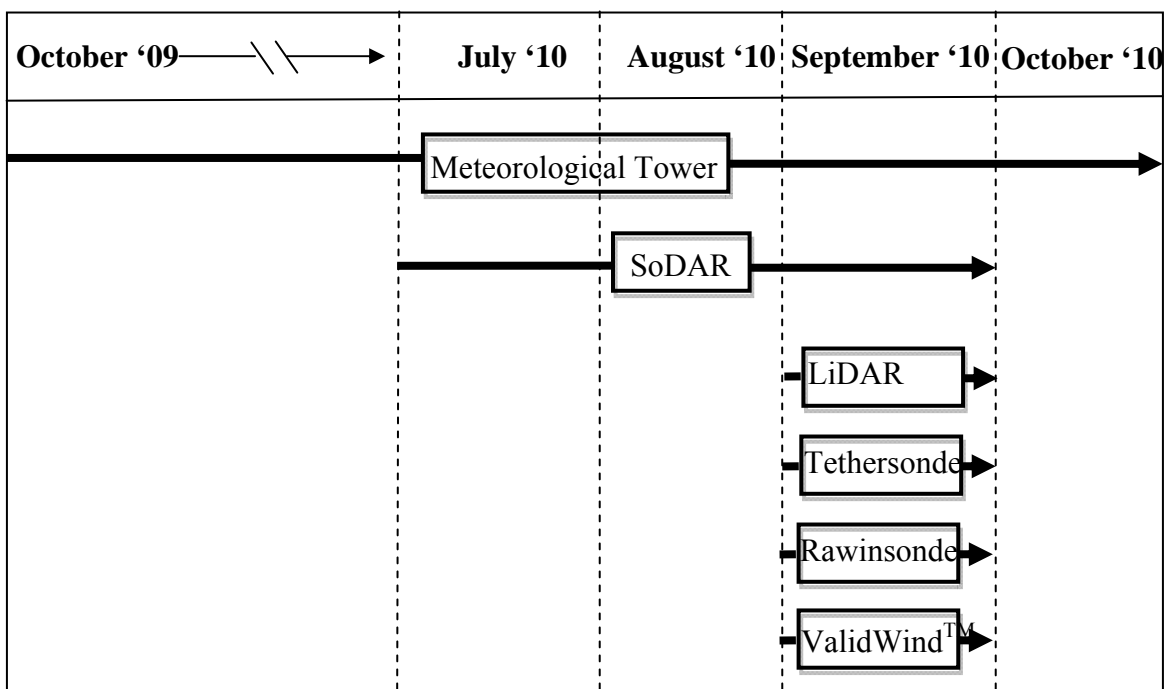 October ‘09 July ‘10 August ‘10 September ‘10 October ‘10
Meteorological Tower
SoDAR
LiDAR
Tethersonde
Rawinsonde
ValidWind™